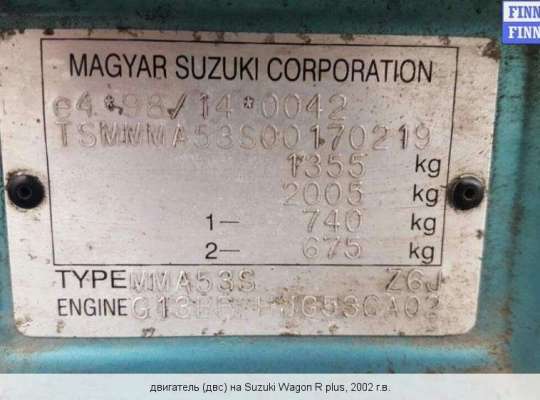 FINN
FINN
MAGYAR SUZUKI CORPORATION
e4*98/14*0042
TSMMMA53S00170219
1355 kg
2005 kg
1— 740 kg
2— 675 kg
TYPE MMA53S ZGJ
ENGINE
двигатель (двс) на Suzuki Wagon R plus, 2002 г.в.